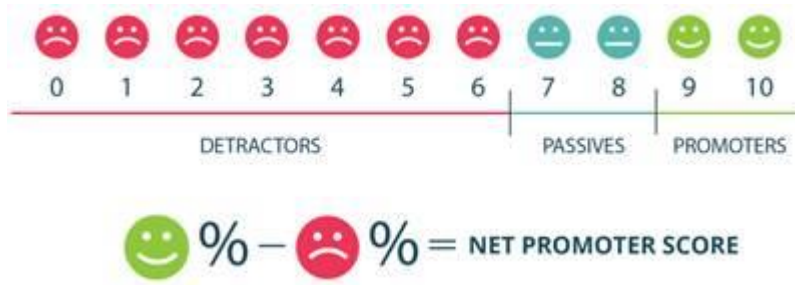 0 1 2 3 4 5 6 7 8 9 10
DETRACTORS PASSIVES PROMOTERS
% − % = NET PROMOTER SCORE